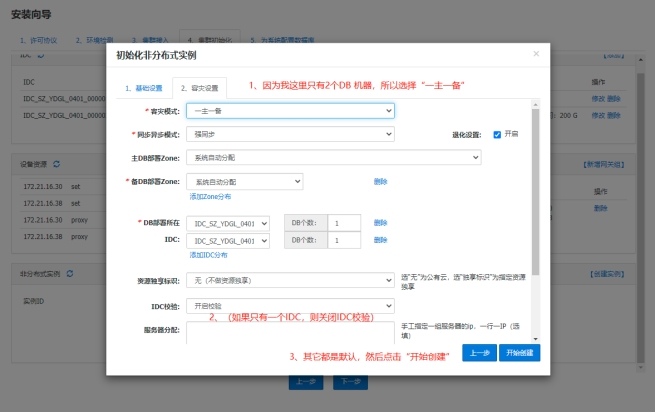 安装向导
1、许可协议
2、环境检测
3、集群接入
4、集群初始化
5、为系统配置数据库
IDC
IDC
操作
IDC_SZ_YDGL_0401_00000
修改 删除
IDC_SZ_YDGL_0401_00000
: 200 G
修改 删除
设备资源
【新增网关组】
操作
172.21.16.30 set
删除
172.21.16.38 set
172.21.16.30 proxy
172.21.16.38 proxy
非分布式实例
【创建实例】
实例ID
上一步
下一步
初始化非分布式实例
×
1、基础设置
2、容灾设置
1、因为我这里只有2个DB 机器，所以选择“一主一备”
* 容灾模式:
一主一备
* 同步异步模式:
强同步
退化设置:
开启
主DB部署Zone:
系统自动分配
* 备DB部署Zone:
系统自动分配
删除
添加Zone分布
* DB部署所在
IDC:
IDC_SZ_YDGL_0401
DB个数:
1
删除
IDC_SZ_YDGL_0401
DB个数:
1
删除
添加IDC分布
资源独享标识:
无（不做资源独享）
选“无”为公有云，选“独享标识”为指定资源
独享
IDC校验:
开启校验
2、（如果只有一个IDC，则关闭IDC校验）
服务器分配:
手工指定一组服务器的ip，一行一IP（选
填）
3、其它都是默认，然后点击“开始创建”
上一步
开始创建